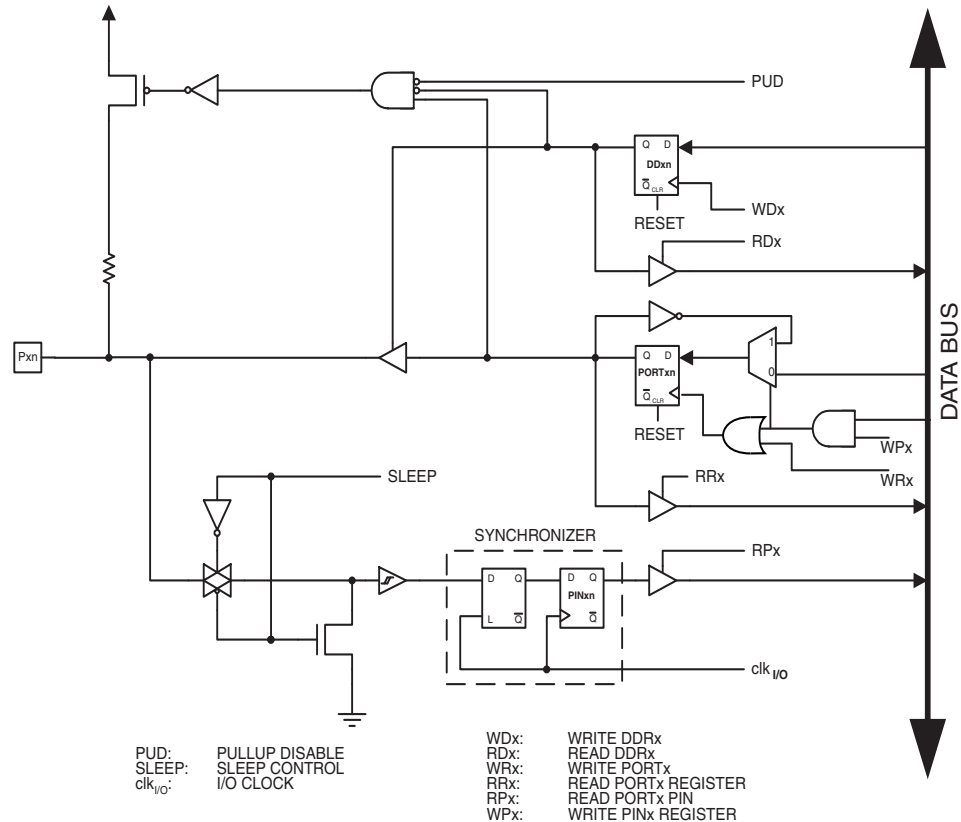 PUD
Q D
DDxn
Q CLR
WDx
RESET
RDx
Pxn
1
Q D
PORTxn
0
Q CLR
RESET
WPx
WRx
DATA BUS
SLEEP
RRx
SYNCHRONIZER
RPx
D Q
D Q
PINxn
L Q
Q
clk I/O
PUD: PULLUP DISABLE
SLEEP: SLEEP CONTROL
clkI/O: I/O CLOCK
WDx: WRITE DDRx
RDx: READ DDRx
WRx: WRITE PORTx
RRx: READ PORTx REGISTER
RPx: READ PORTx PIN
WPx: WRITE PINx REGISTER